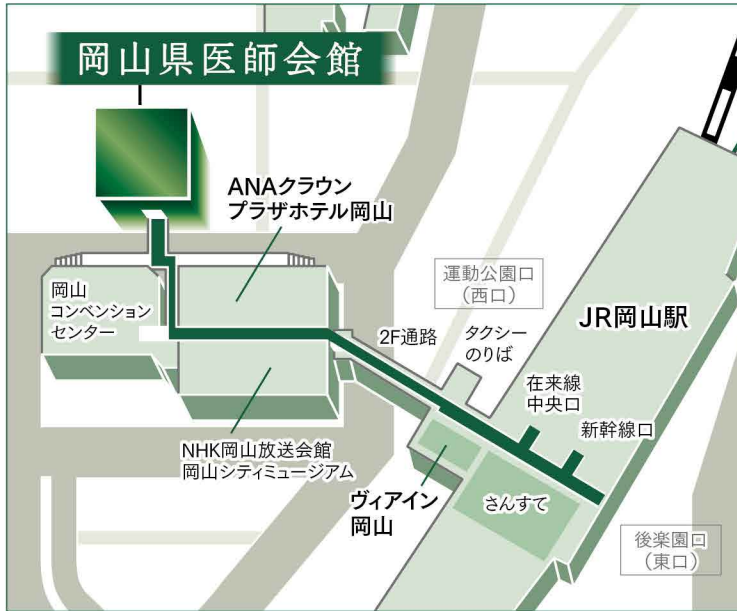 岡山県医師会館
ANAクラウン
プラザホテル岡山
岡山
コンベンション
センター
運動公園口
(西口)
JR岡山駅
2F通路
タクシー
のりば
在来線
中央口
新幹線口
NHK岡山放送会館
岡山シティミュージアム
ヴィアイン
岡山
さんすて
後楽園口
(東口)